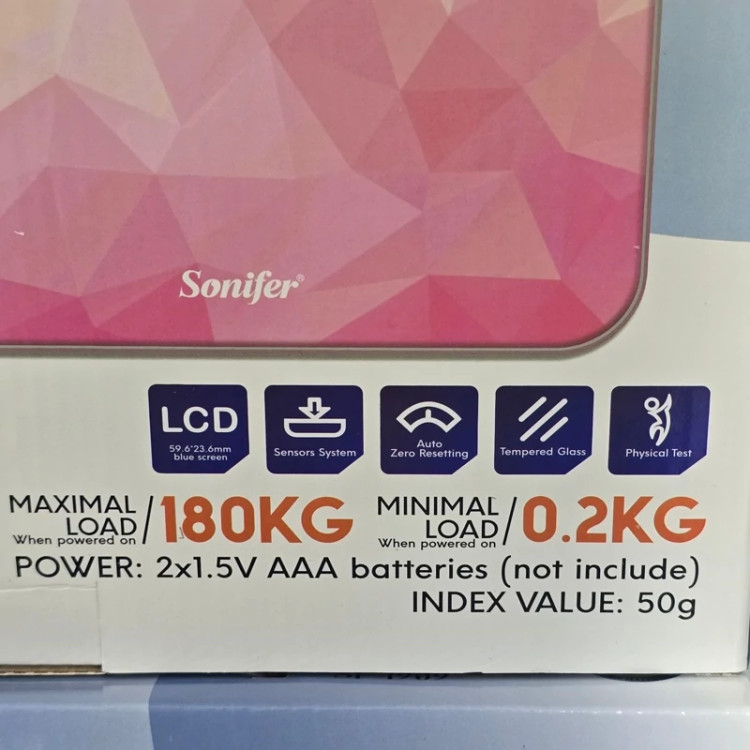 Sonifer®
LCD
59.6*23.6mm
blue screen
Sensors System
Auto
Zero Resetting
Tempered Glass
Physical Test
MAXIMAL
LOAD
When powered on
/180KG
MINIMAL
LOAD
When powered on
/0.2KG
POWER: 2x1.5V AAA batteries (not include)
INDEX VALUE: 50g